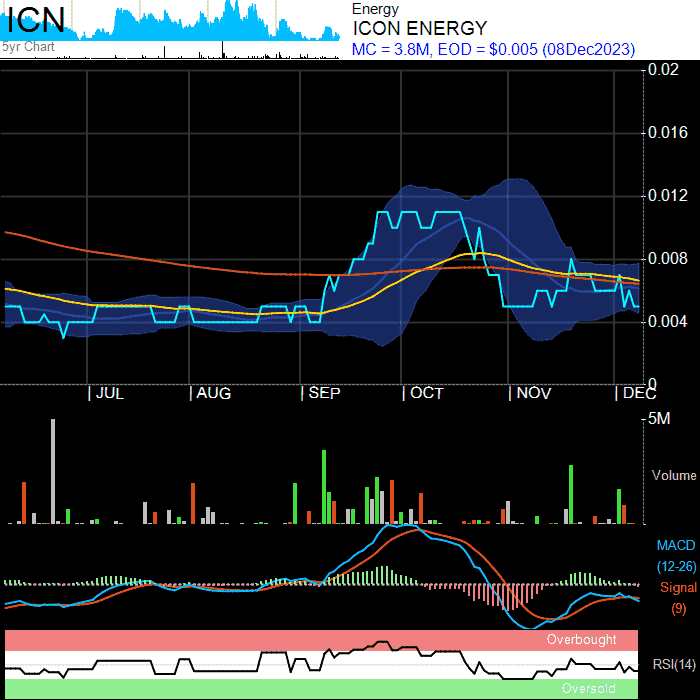 ICN
5yr Chart
Energy
ICON ENERGY
MC = 3.8M, EOD = $0.005 (08Dec2023)
0.02
0.016
0.012
0.008
0.004
0
JUL
AUG
SEP
OCT
NOV
DEC
5M
Volume
MACD
(12-26)
Signal
(9)
Overbought
RSI(14)
Oversold